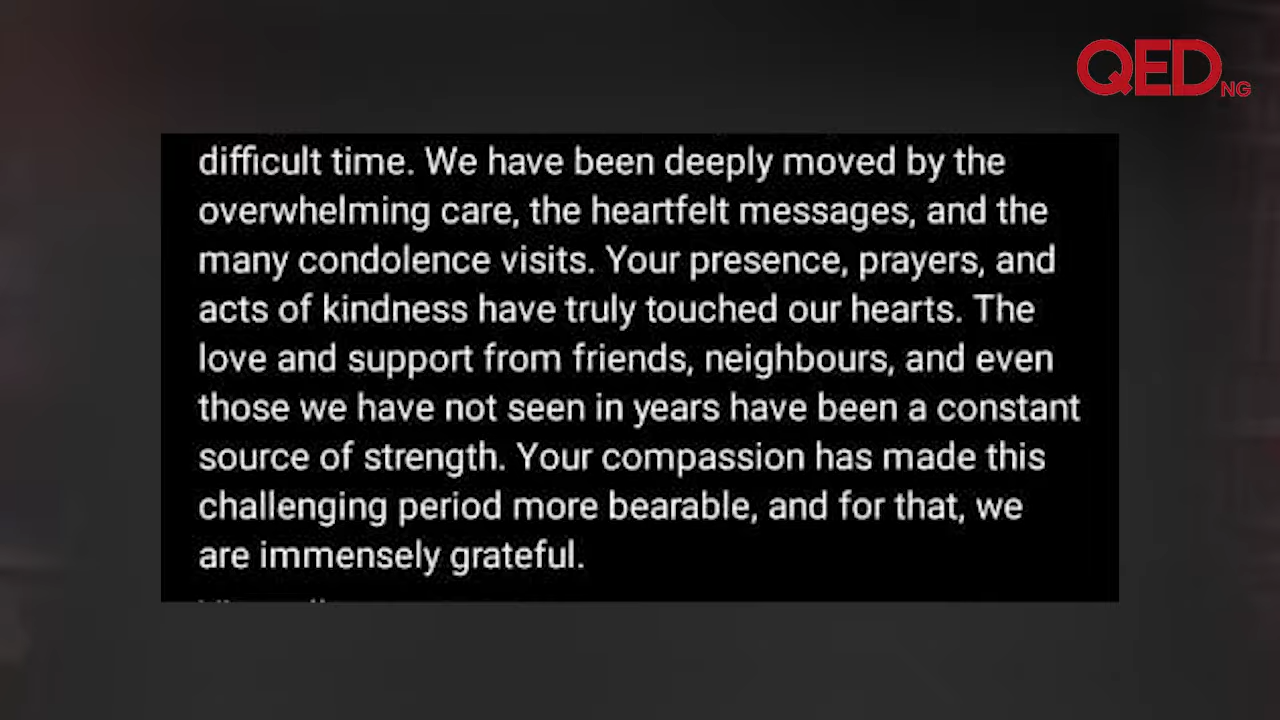 QED NG
difficult time. We have been deeply moved by the
overwhelming care, the heartfelt messages, and the
many condolence visits. Your presence, prayers, and
acts of kindness have truly touched our hearts. The
love and support from friends, neighbours, and even
those we have not seen in years have been a constant
source of strength. Your compassion has made this
challenging period more bearable, and for that, we
are immensely grateful.